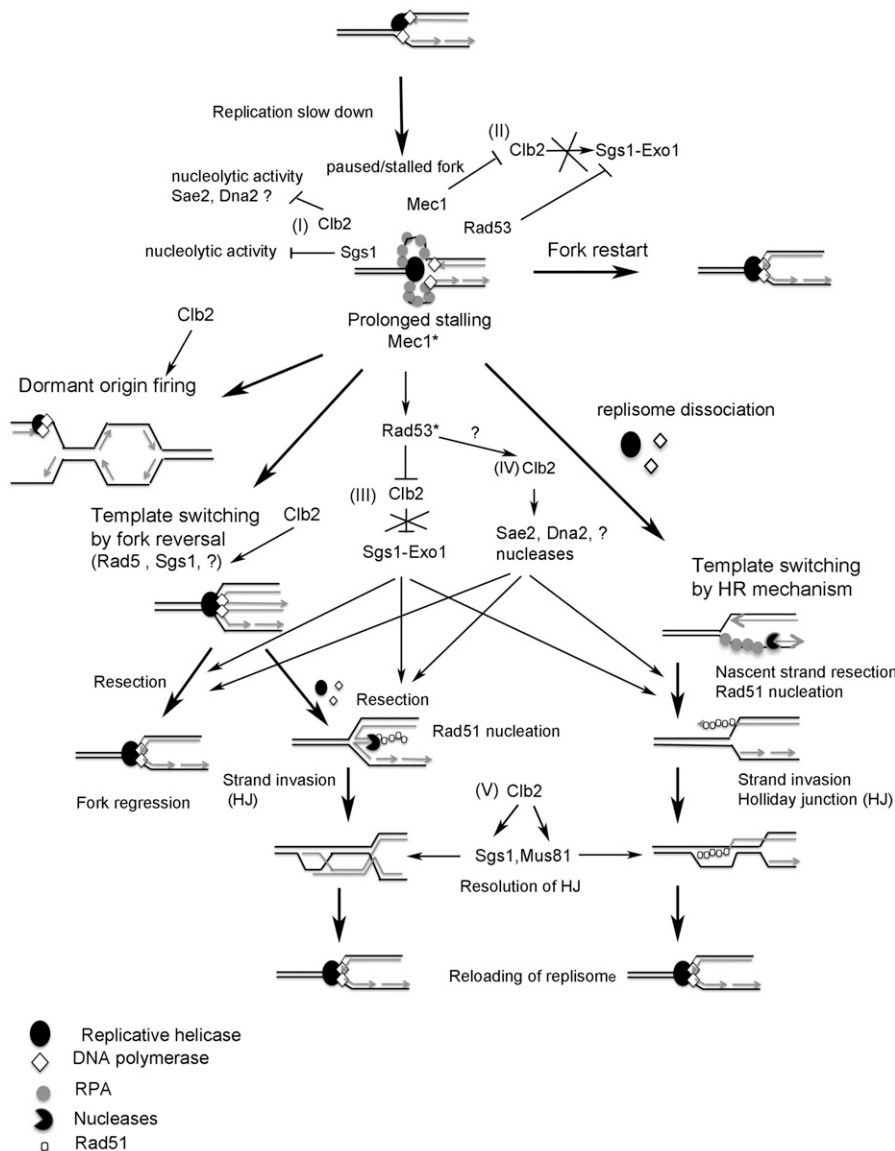 Replication slow down
(II)
Clb2
Sgs1-Exo1
paused/stalled fork
nucleolytic activity
Sae2, Dna2 ?
Mec1
(I) Clb2
Rad53
nucleolytic activity
Sgs1
Fork restart
Clb2
Prolonged stalling
Mec1*
Dormant origin firing
replisome dissociation
Rad53*
?
(IV) Clb2
(III)
Clb2
Template switching
by fork reversal
(Rad5 , Sgs1, ?)
Clb2
Sgs1-Exo1
Sae2, Dna2, ?
nucleases
Template switching
by HR mechanism
Nascent strand resection
Rad51 nucleation
Resection
Resection
Rad51 nucleation
Fork regression
Strand invasion
(HJ)
Strand invasion
Holliday junction (HJ)
(V) Clb2
Sgs1,Mus81
Resolution of HJ
Reloading of replisome
Replicative helicase
DNA polymerase
RPA
Nucleases
Rad51